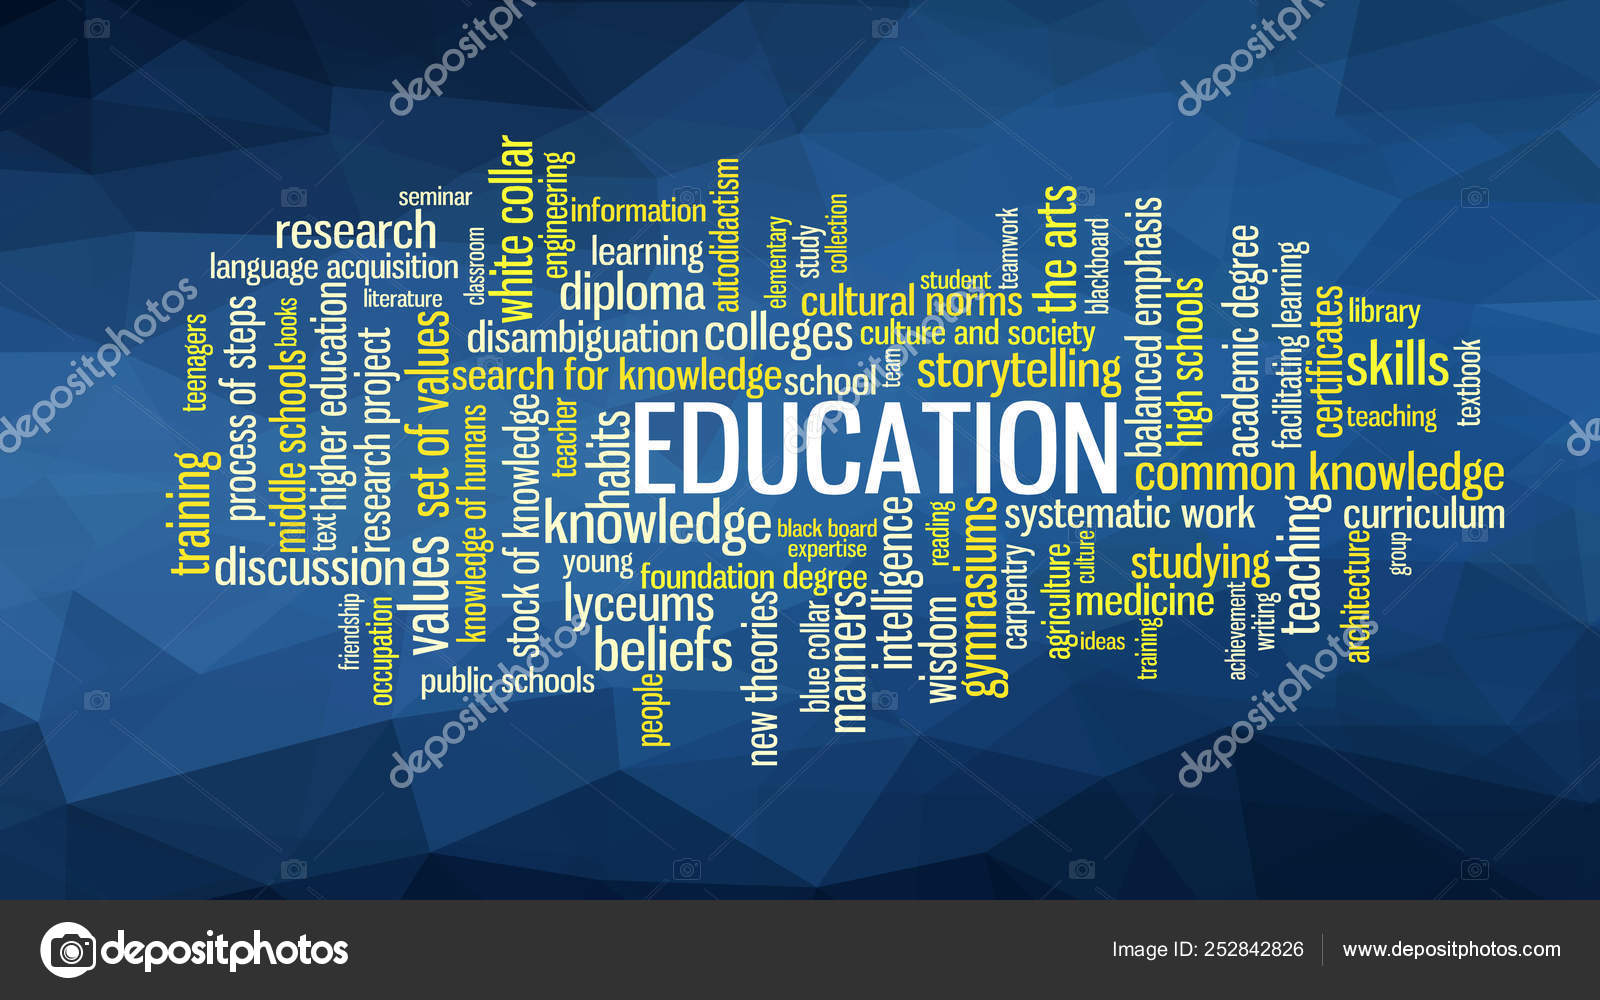 seminar
research
language acquisition
literature
classroom
white collar
engineering
information
learning
diploma
autodidactism
elementary
study
collection
student
teamwork
the arts
blackboard
balanced emphasis
high schools
academic degree
facilitating learning
certificates
library
skills
teaching
textbook
cultural norms
culture and society
colleges
disambiguation
search for knowledge
school
team
storytelling
teenagers
process of steps
books
middle schools
higher education
text
research project
set of values
training
discussion
values
knowledge of humans
stock of knowledge
teacher
habits
EDUCATION
common knowledge
knowledge
black board
expertise
young
foundation degree
lyceums
beliefs
public schools
people
friendship
occupation
new theories
blue collar
manners
intelligence
reading
wisdom
gymnasiums
systematic work
carpentry
agriculture
culture
studying
medicine
ideas
training
achievement
writing
teaching
curriculum
group
architecture
depositphotos
depositphotos
depositphotos
depositphotos
depositphotos
depositphotos
depositphotos
Image ID: 252842826
www.depositphotos.com